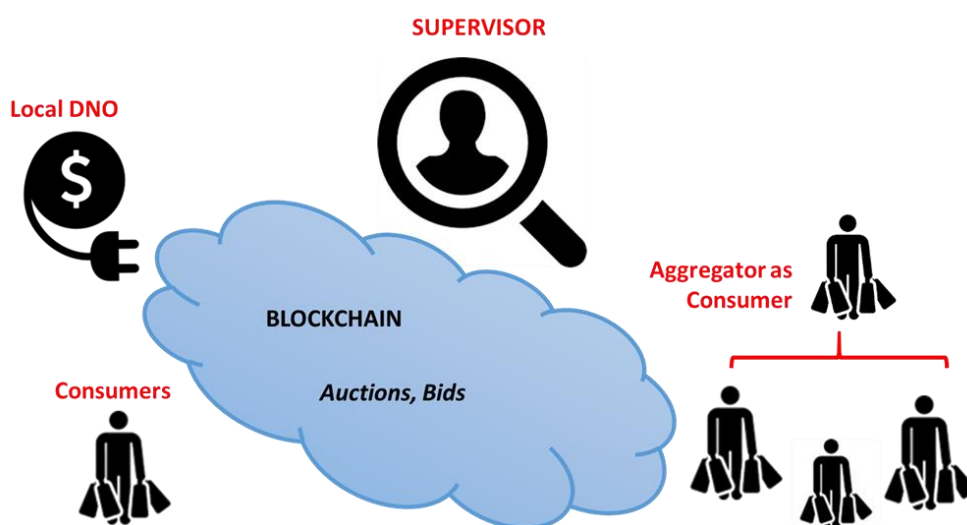 SUPERVISOR
Local DNO
$
Aggregator as
Consumer
BLOCKCHAIN
Auctions, Bids
Consumers